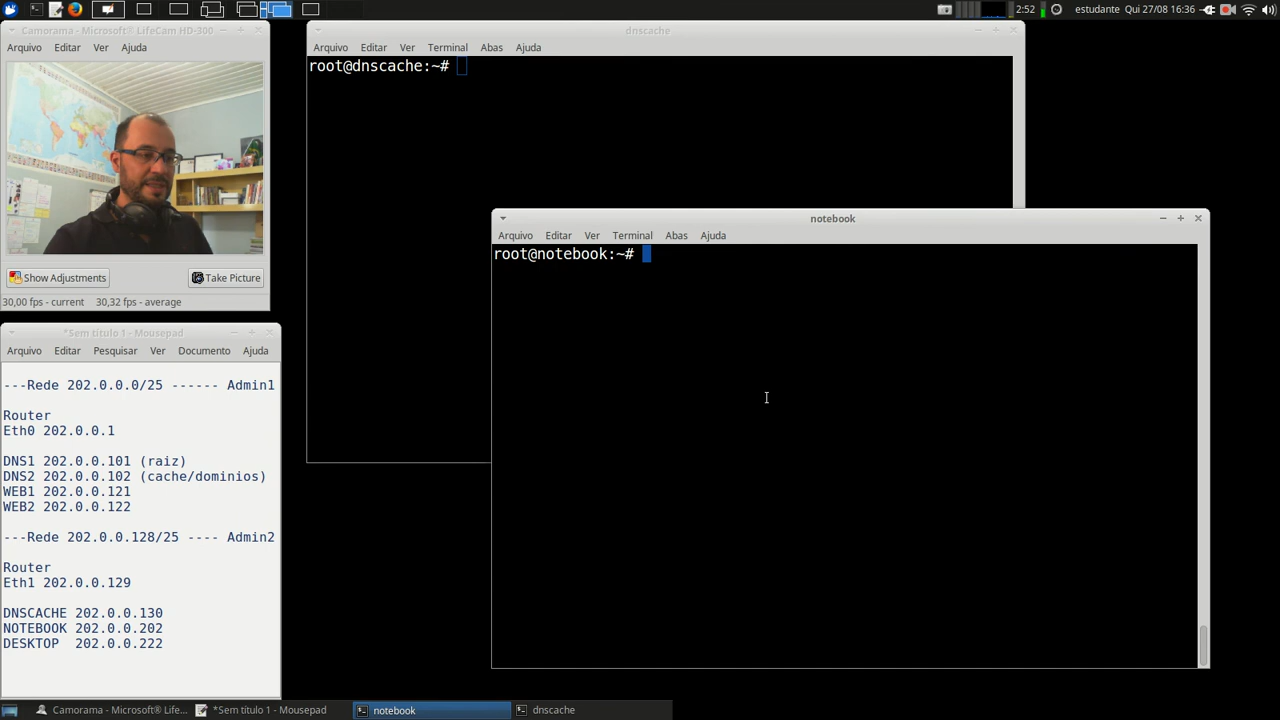 2:52
estudante Qui 27/08 16:36
Camorama - Microsoft® LifeCam HD-300
Arquivo Editar Ver Ajuda
Show Adjustments
Take Picture
30,00 fps - current 30,32 fps - average
dnscache
Arquivo Editar Ver Terminal Abas Ajuda
root@dnscache:~#
notebook
Arquivo Editar Ver Terminal Abas Ajuda
root@notebook:~#
*Sem título 1 - Mousepad
Arquivo Editar Pesquisar Ver Documento Ajuda
---Rede 202.0.0.0/25 ------ Admin1
Router
Eth0 202.0.0.1
DNS1 202.0.0.101 (raiz)
DNS2 202.0.0.102 (cache/dominios)
WEB1 202.0.0.121
WEB2 202.0.0.122
---Rede 202.0.0.128/25 ---- Admin2
Router
Eth1 202.0.0.129
DNSCACHE 202.0.0.130
NOTEBOOK 202.0.0.202
DESKTOP 202.0.0.222
Camorama - Microsoft® Life...
*Sem título 1 - Mousepad
notebook
dnscache